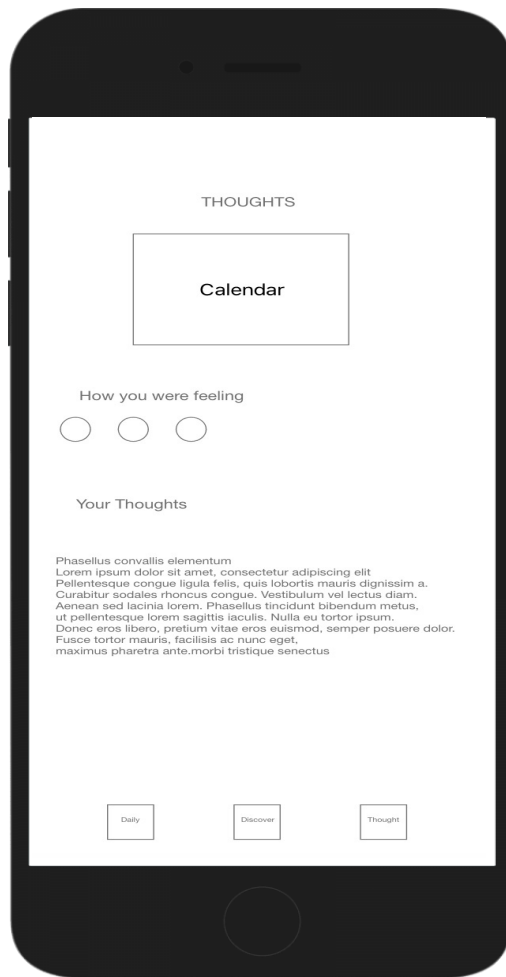 THOUGHTS
Calendar
How you were feeling
Your Thoughts
Phasellus convallis elementum
Lorem ipsum dolor sit amet, consectetur adipiscing elit
Pellentesque congue ligula felis, quis lobortis mauris dignissim a.
Curabitur sodales rhoncus congue. Vestibulum vel lectus diam.
Aenean sed lacinia lorem. Phasellus tincidunt bibendum metus,
ut pellentesque lorem sagittis iaculis. Nulla eu tortor ipsum.
Donec eros libero, pretium vitae eros euismod, semper posuere dolor.
Fusce tortor mauris, facilisis ac nunc eget,
maximus pharetra ante.morbi tristique senectus
Daily
Discover
Thought